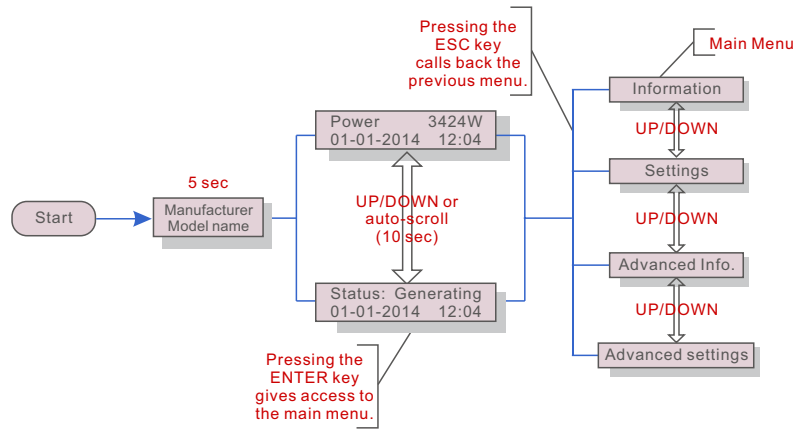 Start
5 sec
Manufacturer
Model name
Power 3424W
01-01-2014 12:04
UP/DOWN or
auto-scroll
(10 sec)
Status: Generating
01-01-2014 12:04
Pressing the
ENTER key
gives access to
the main menu.
Pressing the
ESC key
calls back the
previous menu.
Main Menu
Information
UP/DOWN
Settings
UP/DOWN
Advanced Info.
UP/DOWN
Advanced settings